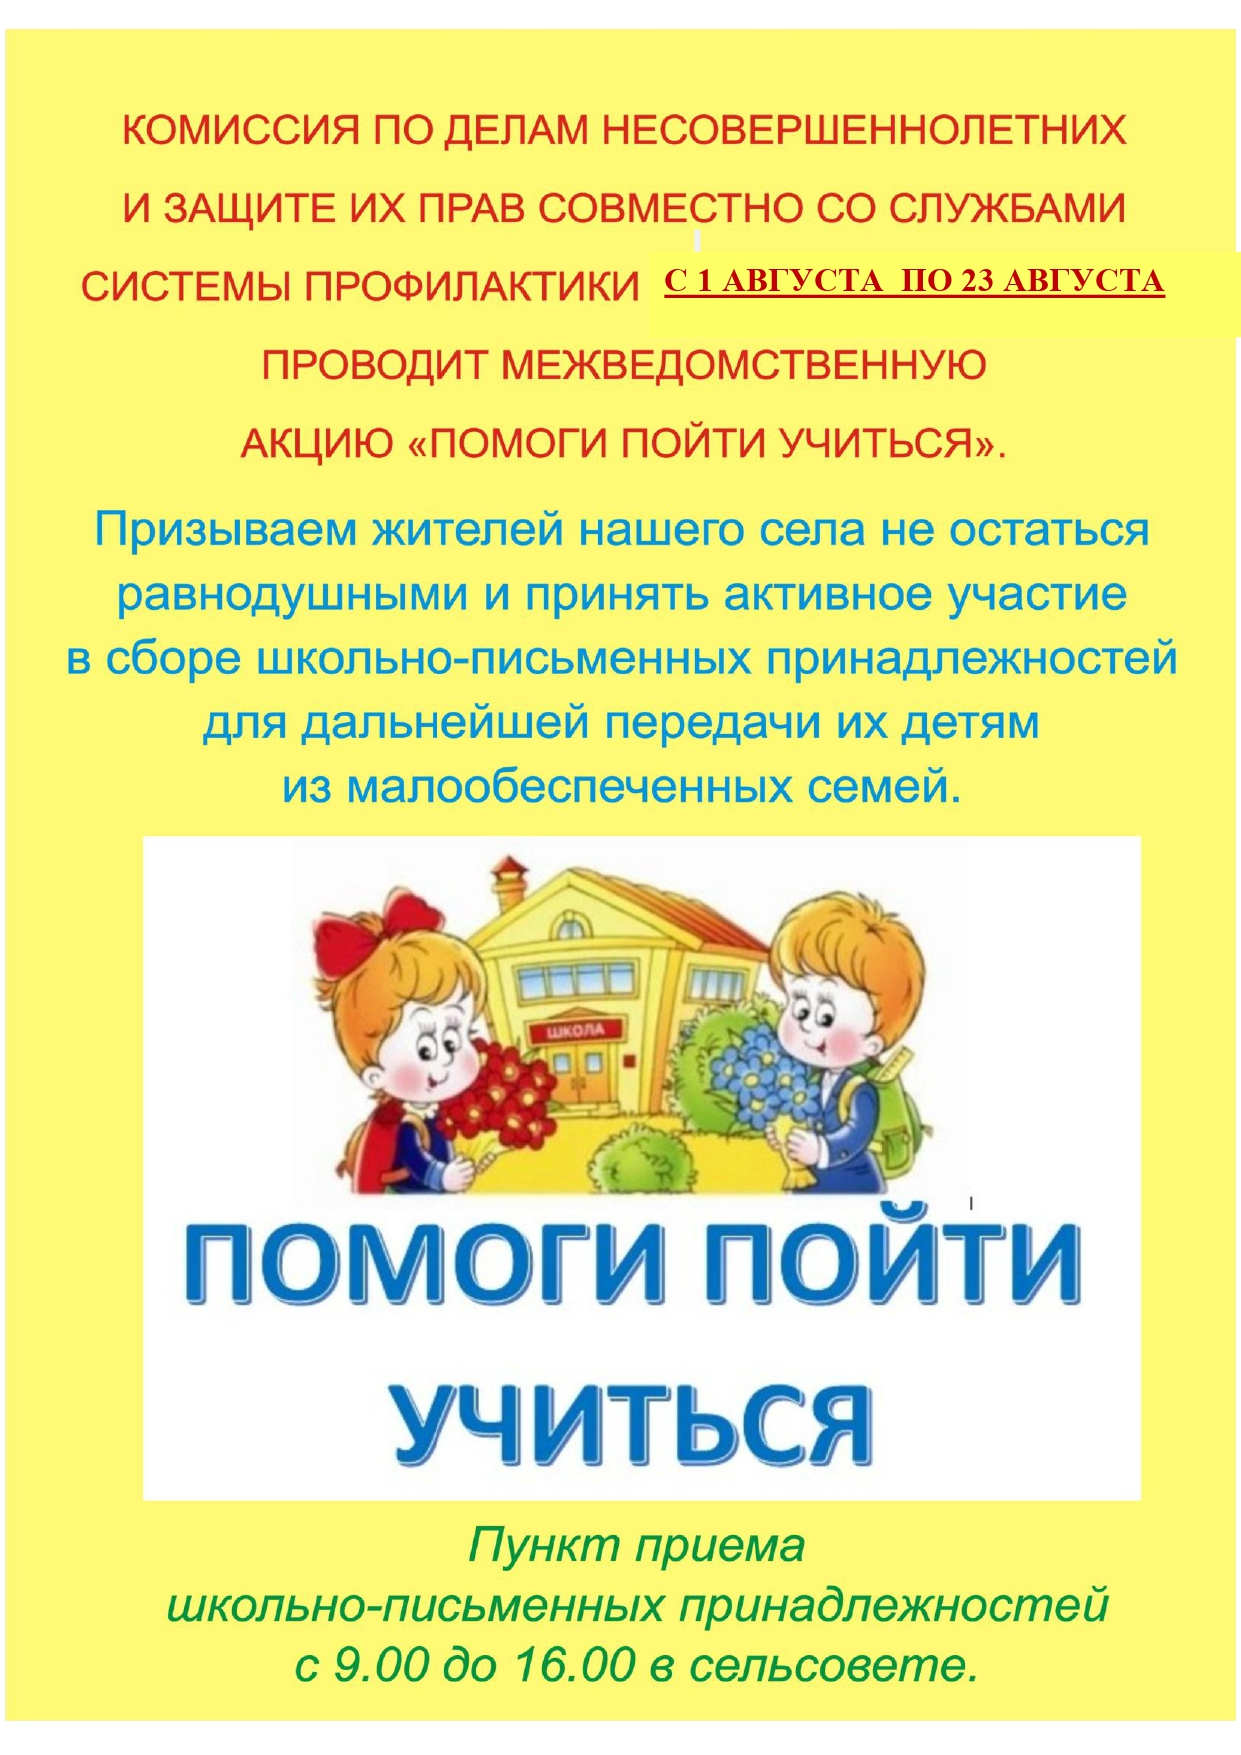 КОМИССИЯ ПО ДЕЛАМ НЕСОВЕРШЕННОЛЕТНИХ
И ЗАЩИТЕ ИХ ПРАВ СОВМЕСТНО СО СЛУЖБАМИ
СИСТЕМЫ ПРОФИЛАКТИКИ С 1 АВГУСТА ПО 23 АВГУСТА
ПРОВОДИТ МЕЖВЕДОМСТВЕННУЮ
АКЦИЮ «ПОМОГИ ПОЙТИ УЧИТЬСЯ».
Призываем жителей нашего села не остаться
равнодушными и принять активное участие
в сборе школьно-письменных принадлежностей
для дальнейшей передачи их детям
из малообеспеченных семей.
ШКОЛА
ПОМОГИ ПОЙТИ
УЧИТЬСЯ
Пункт приема
школьно-письменных принадлежностей
с 9.00 до 16.00 в сельсовете.